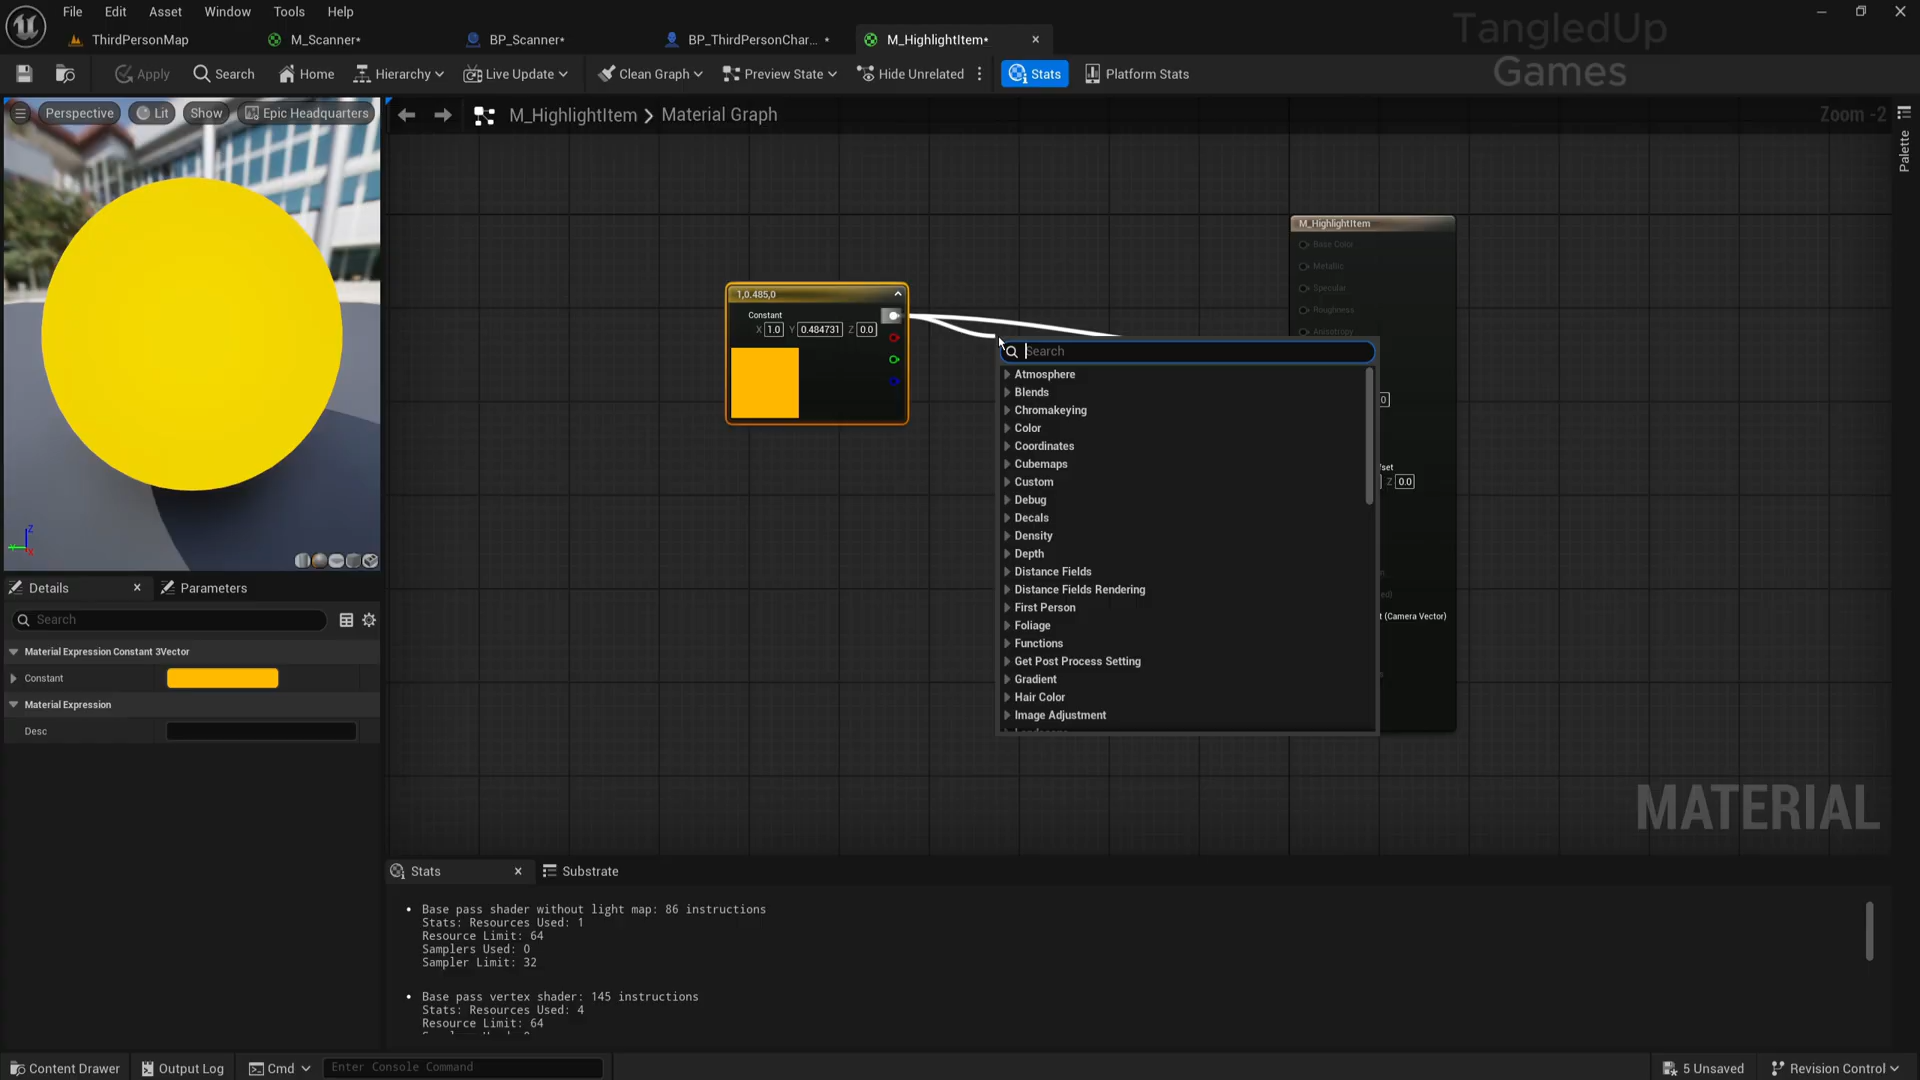 File Edit Asset Window Tools Help
ThirdPersonMap M_Scanner* BP_Scanner* BP_ThirdPersonChar... * M_HighlightItem*
TangledUp
Games
Apply Search Home Hierarchy Live Update Clean Graph Preview State Hide Unrelated Stats Platform Stats
Perspective Lit Show Epic Headquarters
M_HighlightItem > Material Graph
Zoom -2
Palette
M_HighlightItem
Base Color
Metallic
Specular
Roughness
Anisotropy
1,0.485,0
Constant
X 1.0 Y 0.484731 Z 0.0
Search
Atmosphere
Blends
Chromakeying
Color
Coordinates
Cubemaps
Custom
Debug
Decals
Density
Depth
Distance Fields
Distance Fields Rendering
First Person
Foliage
Functions
Get Post Process Setting
Gradient
Hair Color
Image Adjustment
Z 0.0
t (Camera Vector)
MATERIAL
Z
Y
X
Details Parameters
Search
Material Expression Constant 3Vector
Constant
Material Expression
Desc
Stats Substrate
• Base pass shader without light map: 86 instructions
Stats: Resources Used: 1
Resource Limit: 64
Samplers Used: 0
Sampler Limit: 32
• Base pass vertex shader: 145 instructions
Stats: Resources Used: 4
Resource Limit: 64
Content Drawer Output Log Cmd Enter Console Command 5 Unsaved Revision Control